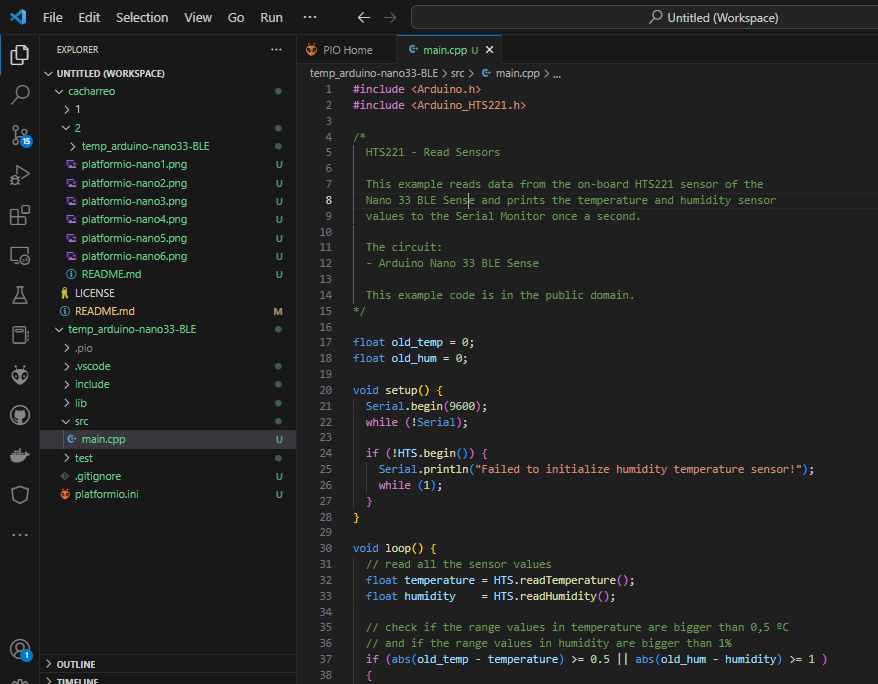 File Edit Selection View Go Run ··· Untitled (Workspace)
EXPLORER ···
PIO Home main.cpp U
UNTITLED (WORKSPACE)
cacharreo
1
2
temp_arduino-nano33-BLE
platformio-nano1.png U
platformio-nano2.png U
platformio-nano3.png U
platformio-nano4.png U
platformio-nano5.png U
platformio-nano6.png U
README.md U
LICENSE
README.md M
temp_arduino-nano33-BLE
.pio
.vscode
include
lib
src
main.cpp U
test
.gitignore U
platformio.ini U
OUTLINE
TIMELINE
15
1
temp_arduino-nano33-BLE > src > main.cpp > ...
1 #include <Arduino.h>
2 #include <Arduino_HTS221.h>
3
4 /*
5 HTS221 - Read Sensors
6
7 This example reads data from the on-board HTS221 sensor of the
8 Nano 33 BLE Sense and prints the temperature and humidity sensor
9 values to the Serial Monitor once a second.
10
11 The circuit:
12 - Arduino Nano 33 BLE Sense
13
14 This example code is in the public domain.
15 */
16
17 float old_temp = 0;
18 float old_hum = 0;
19
20 void setup() {
21 Serial.begin(9600);
22 while (!Serial);
23
24 if (!HTS.begin()) {
25 Serial.println("Failed to initialize humidity temperature sensor!");
26 while (1);
27 }
28 }
29
30 void loop() {
31 // read all the sensor values
32 float temperature = HTS.readTemperature();
33 float humidity    = HTS.readHumidity();
34
35 // check if the range values in temperature are bigger than 0,5 ºC
36 // and if the range values in humidity are bigger than 1%
37 if (abs(old_temp - temperature) >= 0.5 || abs(old_hum - humidity) >= 1 )
38 {